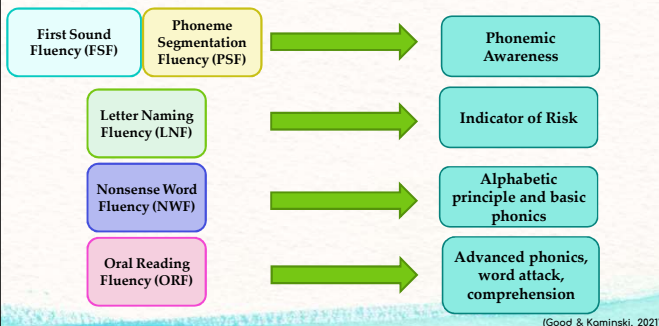 First Sound
Fluency (FSF)
Phoneme
Segmentation
Fluency (PSF)
Phonemic
Awareness
Letter Naming
Fluency (LNF)
Indicator of Risk
Nonsense Word
Fluency (NWF)
Alphabetic
principle and basic
phonics
Oral Reading
Fluency (ORF)
Advanced phonics,
word attack,
comprehension
(Good & Kaminski, 2021